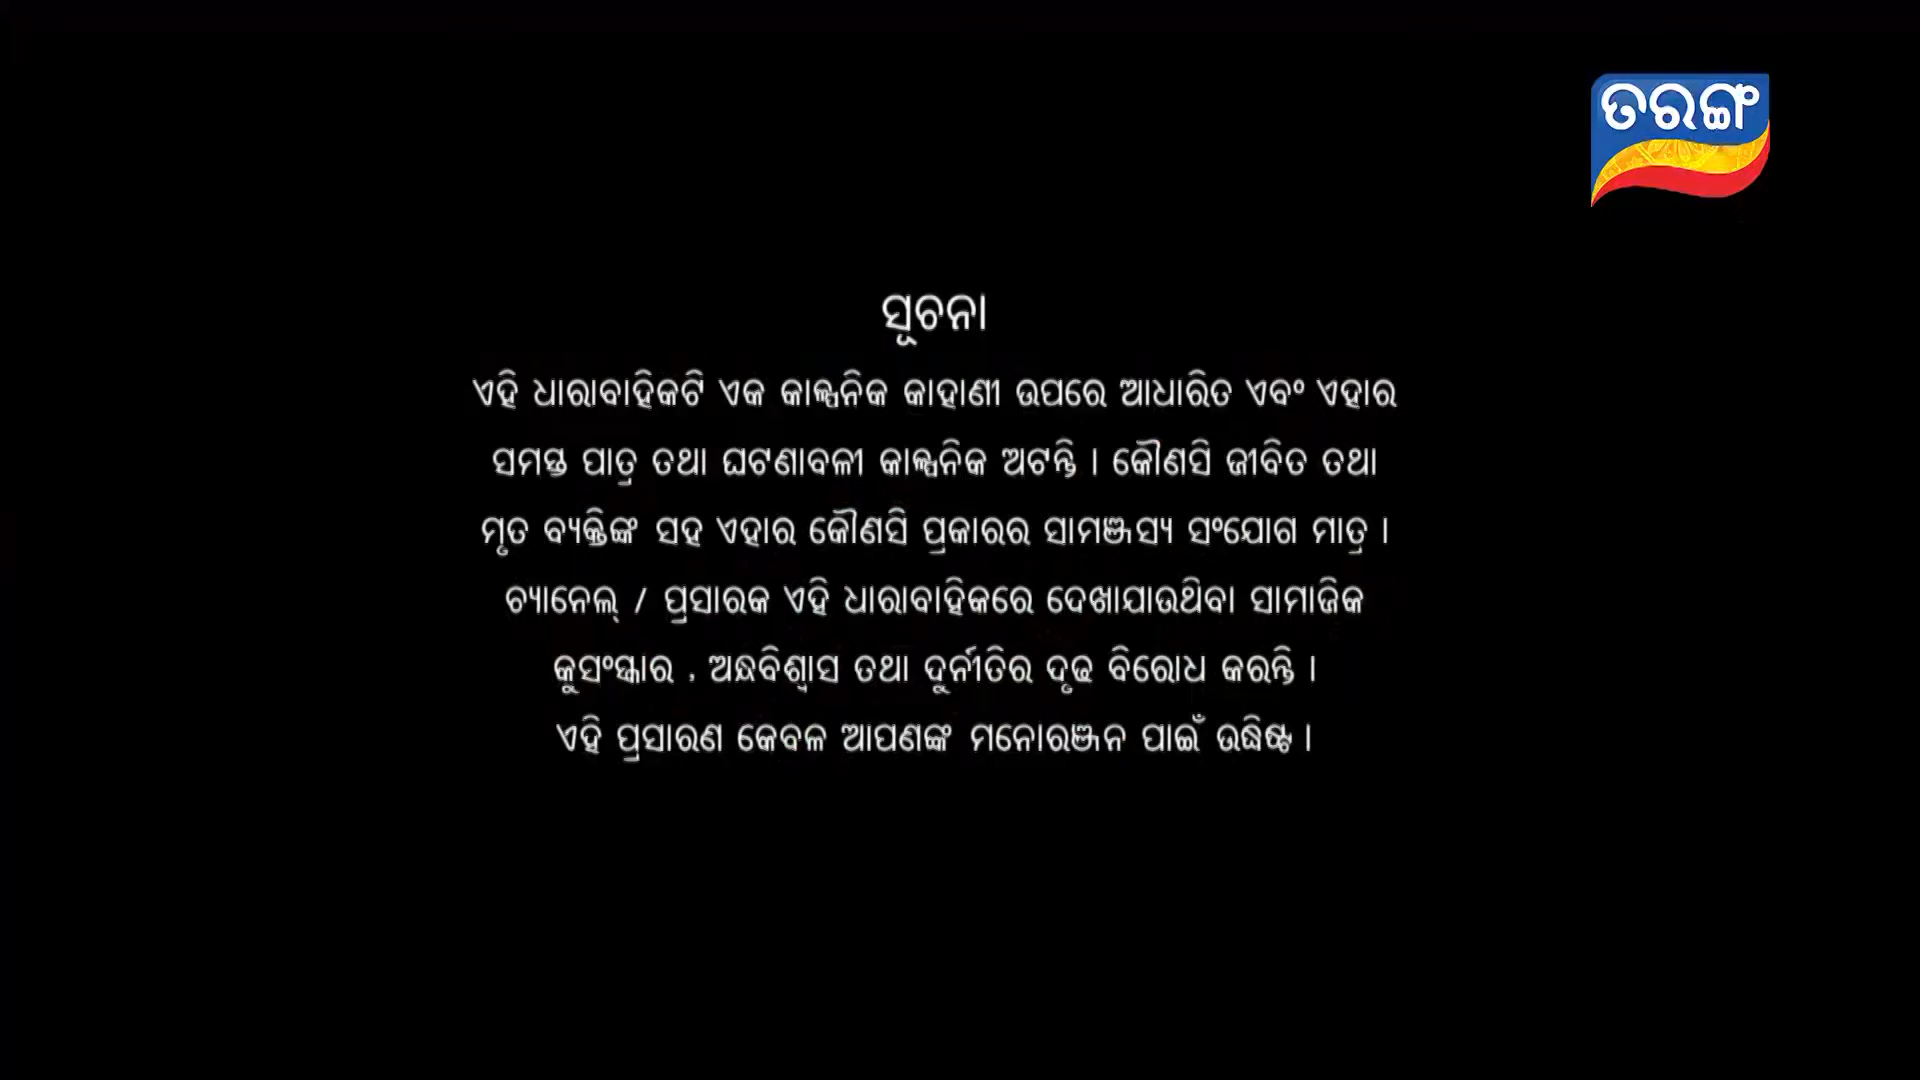 ତରଙ୍ଗ
ସୂଚନା
ଏହି ଧାରାବାହିକଟି ଏକ କାଳ୍ପନିକ କାହାଣୀ ଉପରେ ଆଧାରିତ ଏବଂ ଏହାର
ସମସ୍ତ ପାତ୍ର ତଥା ଘଟଣାବଳୀ କାଳ୍ପନିକ ଅଟନ୍ତି । କୌଣସି ଜୀବିତ ତଥା
ମୃତ ବ୍ୟକ୍ତିଙ୍କ ସହ ଏହାର କୌଣସି ପ୍ରକାରର ସାମଞ୍ଜସ୍ୟ ସଂଯୋଗ ମାତ୍ର ।
ଚ୍ୟାନେଲ୍ / ପ୍ରସାରକ ଏହି ଧାରାବାହିକରେ ଦେଖାଯାଉଥିବା ସାମାଜିକ
କୁସଂସ୍କାର , ଅନ୍ଧବିଶ୍ୱାସ ତଥା ଦୁର୍ନୀତିର ଦୃଢ ବିରୋଧ କରନ୍ତି ।
ଏହି ପ୍ରସାରଣ କେବଳ ଆପଣଙ୍କ ମନୋରଞ୍ଜନ ପାଇଁ ଉଦ୍ଧିଷ୍ଟ ।